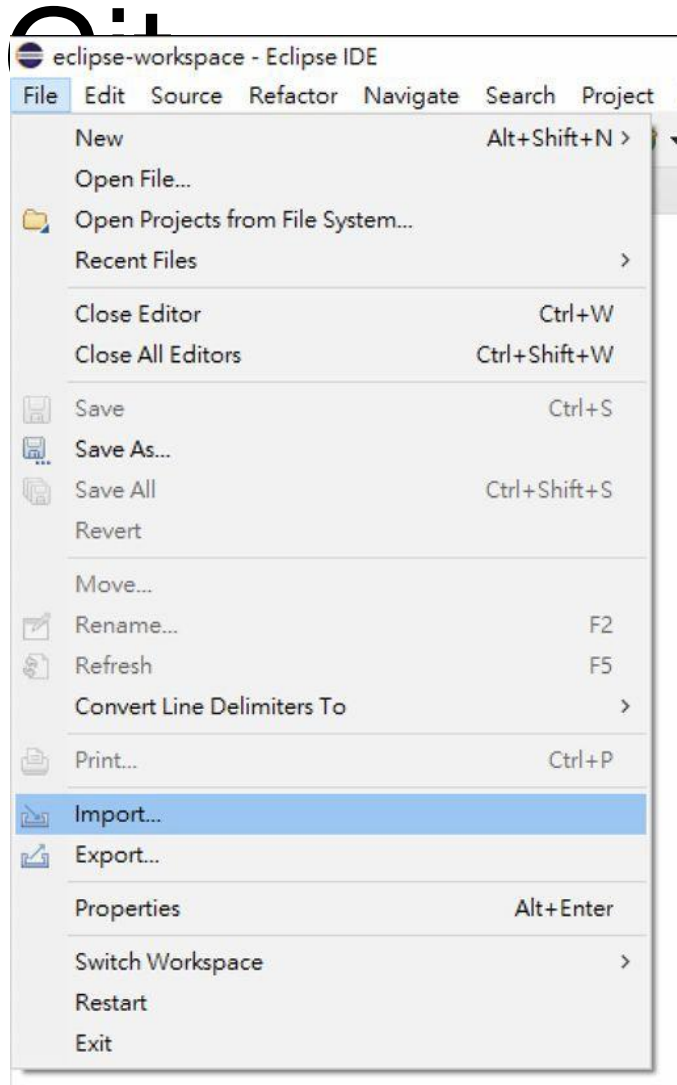 Git
eclipse-workspace - Eclipse IDE
File Edit Source Refactor Navigate Search Project
New Alt+Shift+N >
Open File...
Open Projects from File System...
Recent Files >
Close Editor Ctrl+W
Close All Editors Ctrl+Shift+W
Save Ctrl+S
Save As...
Save All Ctrl+Shift+S
Revert
Move...
Rename... F2
Refresh F5
Convert Line Delimiters To >
Print... Ctrl+P
Import...
Export...
Properties Alt+Enter
Switch Workspace >
Restart
Exit